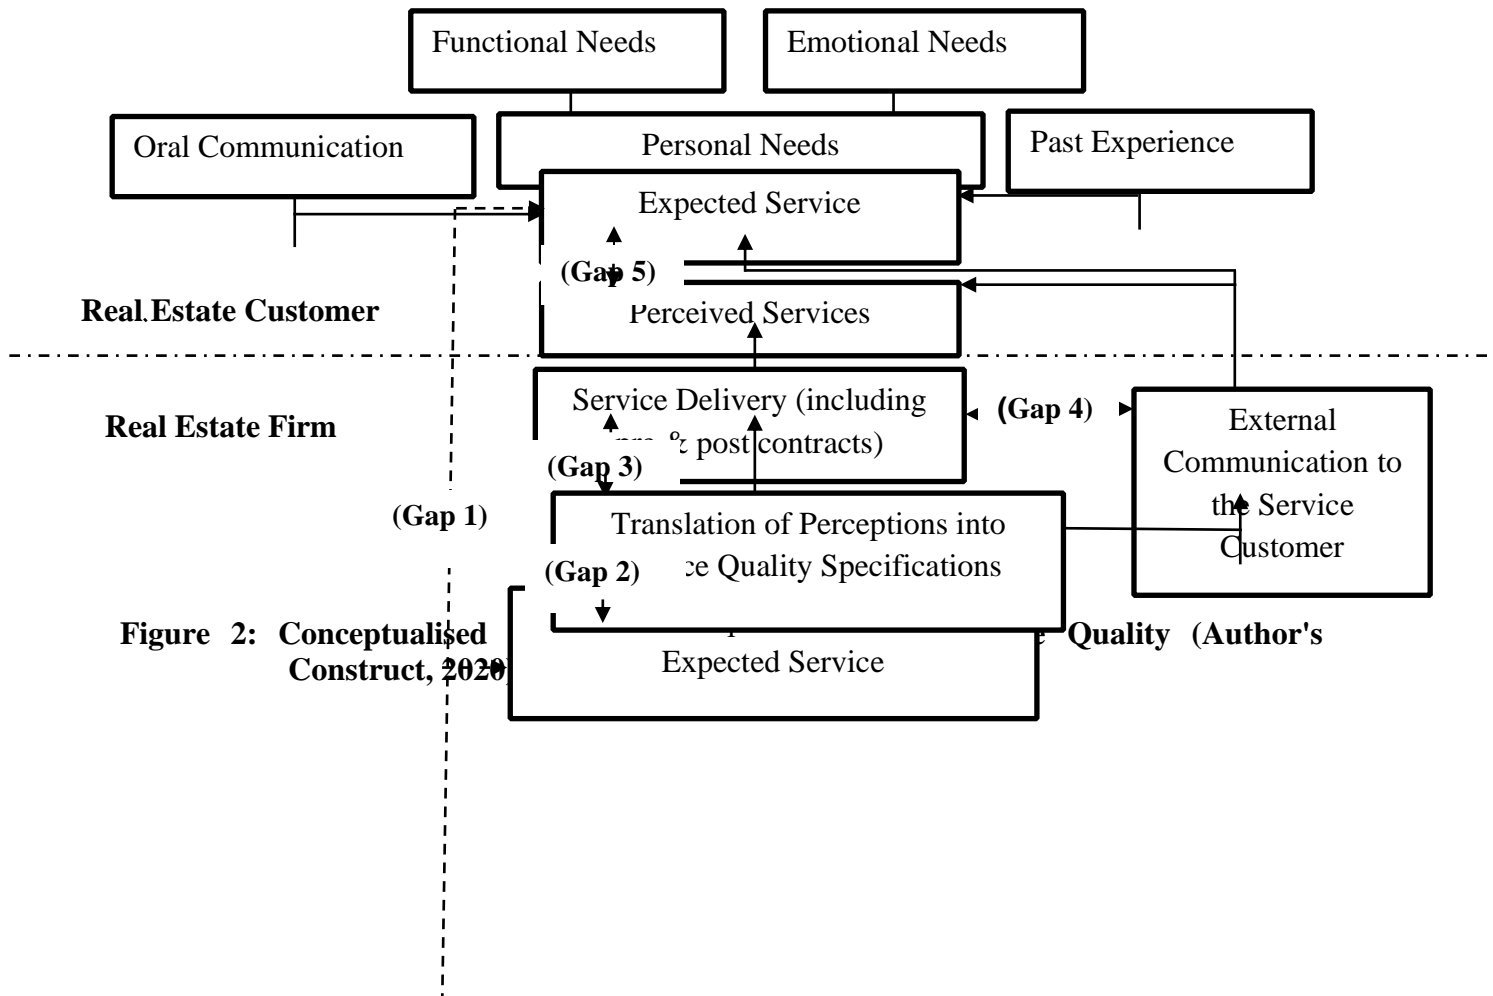 Functional Needs
Emotional Needs
Oral Communication
Personal Needs
Past Experience
Expected Service
(Gap 5)
Real Estate Customer
Perceived Services
Service Delivery (including
& post contracts)
(Gap 4)
Real Estate Firm
(Gap 3)
External
Communication to
the Service
Customer
(Gap 1)
Translation of Perceptions into
Quality Specifications
(Gap 2)
Figure 2: Conceptualised
Quality (Author's
Construct, 2020)
Expected Service